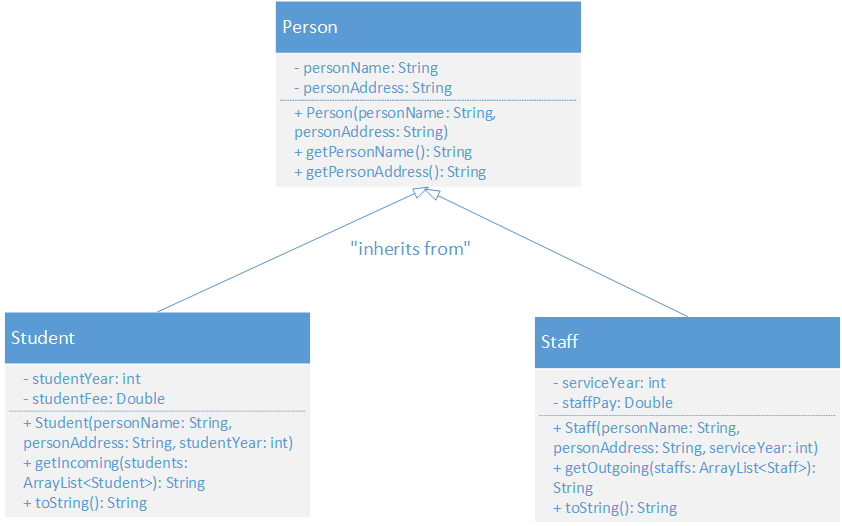 Person
- personName: String
- personAddress: String
+ Person(personName: String,
personAddress: String)
+ getPersonName(): String
+ getPersonAddress(): String
"inherits from"
Student
- studentYear: int
- studentFee: Double
+ Student(personName: String,
personAddress: String, studentYear: int)
+ getIncoming(students:
ArrayList<Student>): String
+ toString(): String
Staff
- serviceYear: int
- staffPay: Double
+ Staff(personName: String,
personAddress: String, serviceYear: int)
+ getOutgoing(staffs: ArrayList<Staff>):
String
+ toString(): String